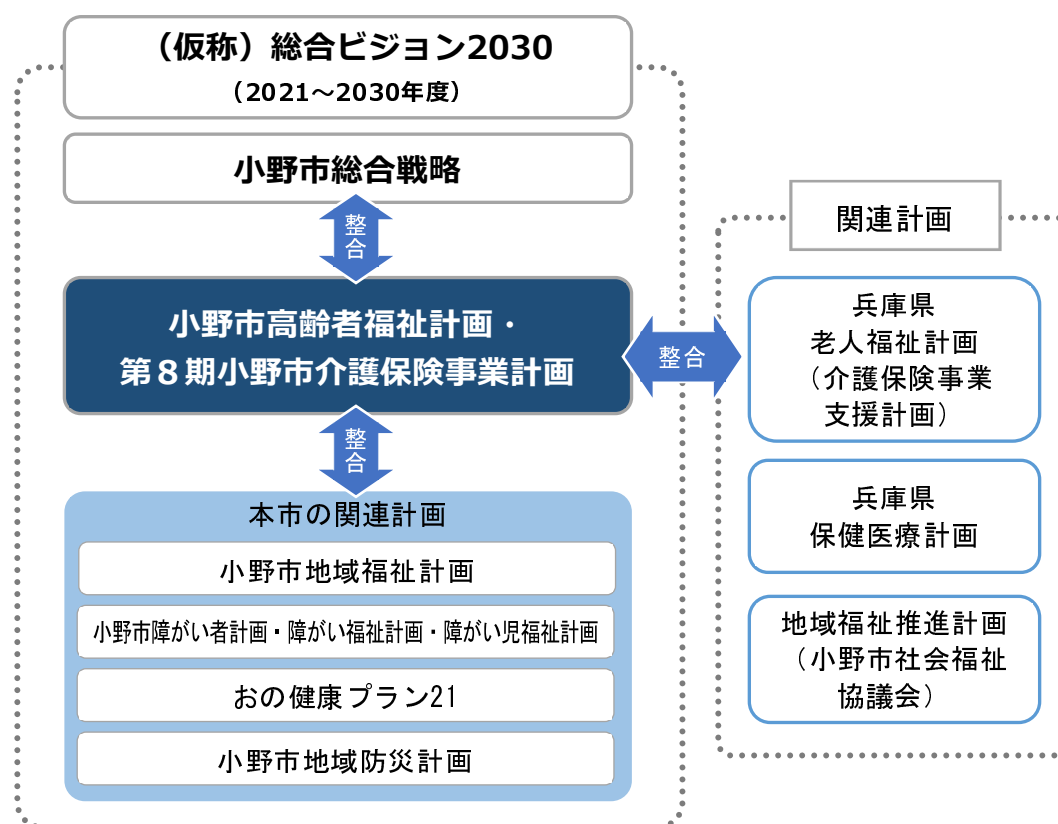 （仮称）総合ビジョン2030
（2021～2030年度）
小野市総合戦略
整
合
小野市高齢者福祉計画・
第８期小野市介護保険事業計画
整
合
本市の関連計画
小野市地域福祉計画
小野市障がい者計画・障がい福祉計画・障がい児福祉計画
おの健康プラン21
小野市地域防災計画
整合
関連計画
兵庫県
老人福祉計画
（介護保険事業
支援計画）
兵庫県
保健医療計画
地域福祉推進計画
（小野市社会福祉
協議会）